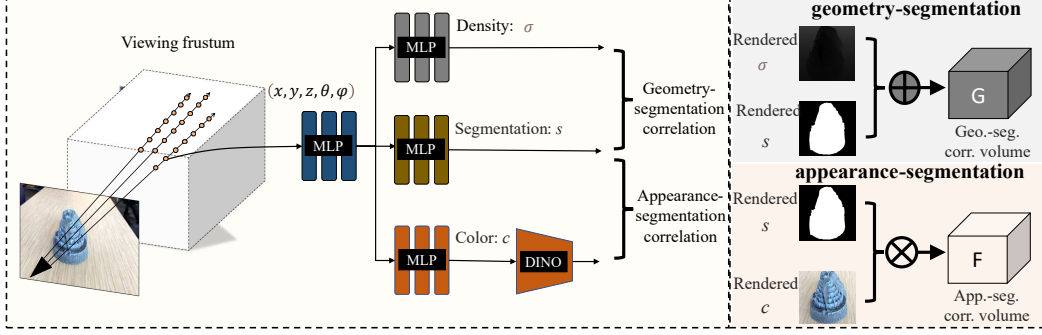 Viewing frustum
(x, y, z, θ, φ)
MLP
MLP
Density: σ
MLP
Segmentation: s
MLP
Color: c
DINO
Geometry-
segmentation
correlation
Appearance-
segmentation
correlation
geometry-segmentation
Rendered
σ
Rendered
s
G
Geo.-seg.
corr. volume
appearance-segmentation
Rendered
s
Rendered
c
F
App.-seg.
corr. volume